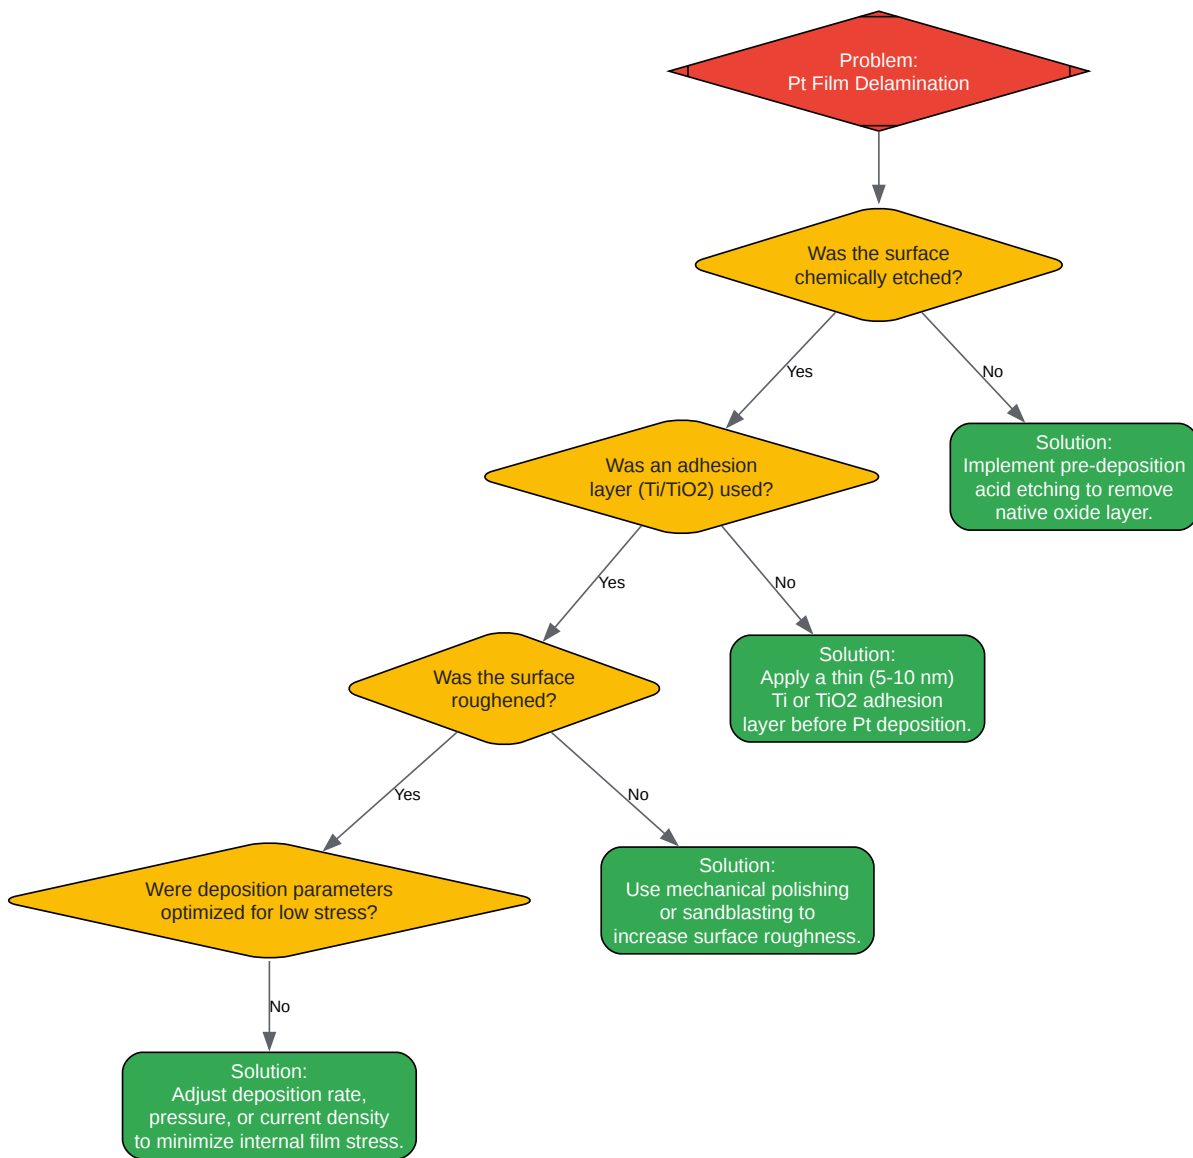 Problem:
Pt Film Delamination
Was the surface
chemically etched?
Yes
No
Solution:
Implement pre-deposition
acid etching to remove
native oxide layer.
Was an adhesion
layer (Ti/TiO2) used?
Yes
No
Solution:
Apply a thin (5-10 nm)
Ti or TiO2 adhesion
layer before Pt deposition.
Was the surface
roughened?
Yes
No
Solution:
Use mechanical polishing
or sandblasting to
increase surface roughness.
Were deposition parameters
optimized for low stress?
No
Solution:
Adjust deposition rate,
pressure, or current density
to minimize internal film stress.